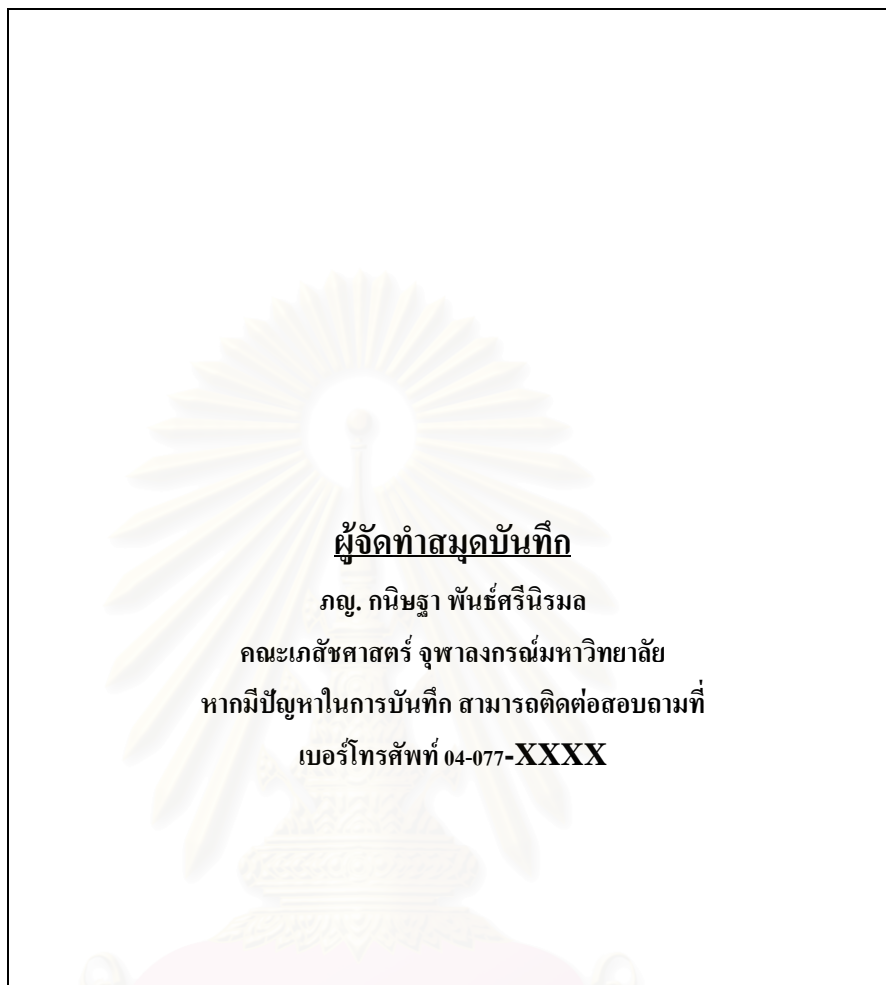 ผู้จัดทำสมุดบันทึก
ภญ. กนิษฐา พันธ์ศรีนิรมล
คณะเภสัชศาสตร์ จุฬาลงกรณ์มหาวิทยาลัย
หากมีปัญหาในการบันทึก สามารถติดต่อสอบถามที่
เบอร์โทรศัพท์ 04-077-XXXX